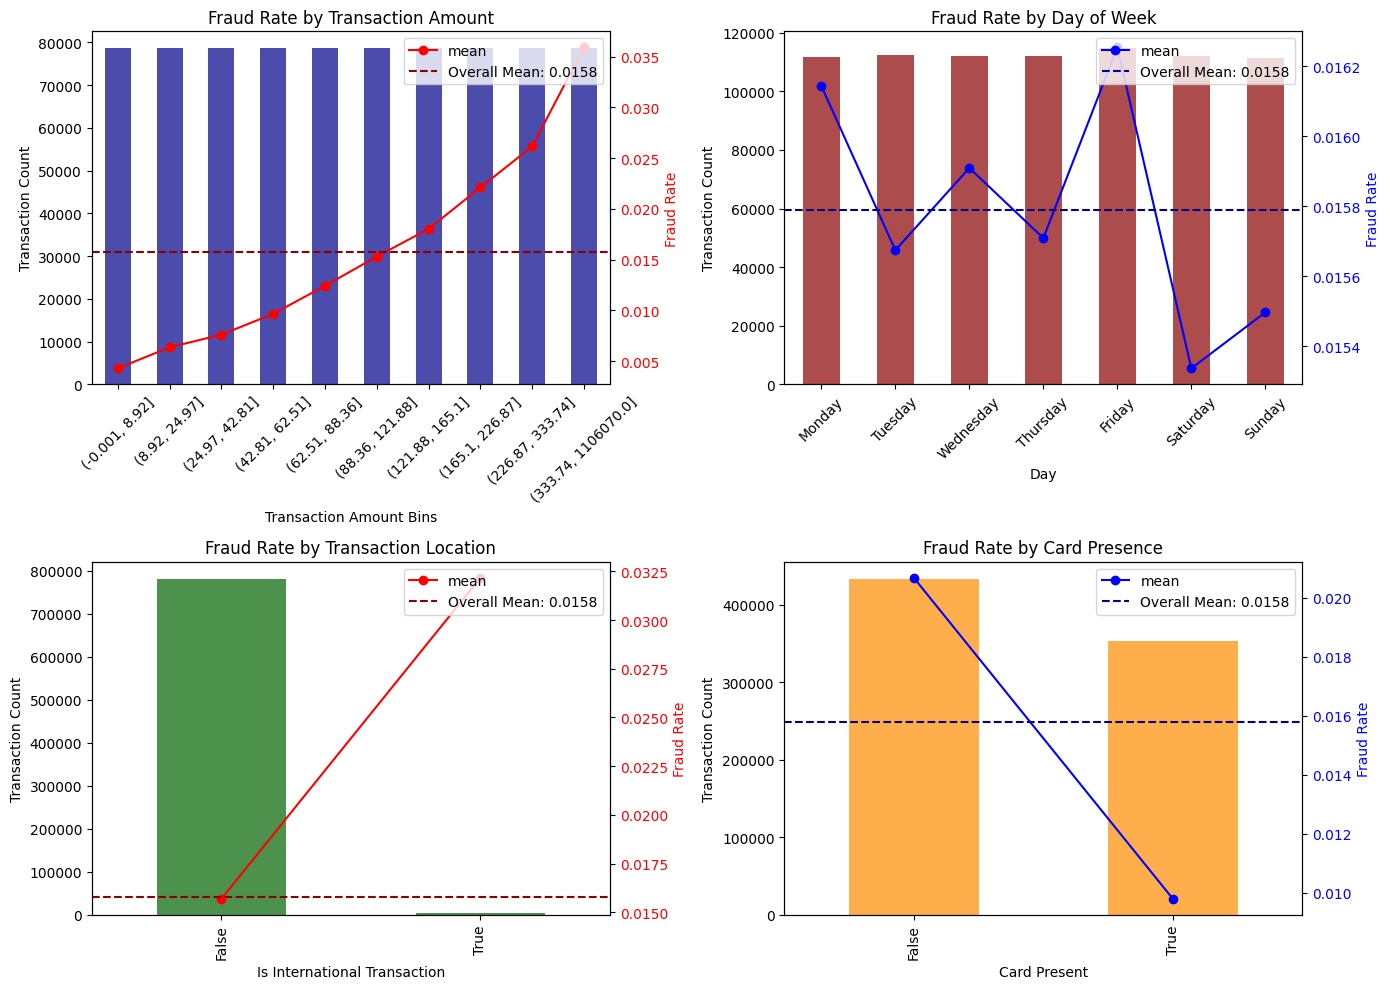 Fraud Rate by Transaction Amount
80000
70000
60000
50000
40000
30000
20000
10000
0
Transaction Count
mean
Overall Mean: 0.0158
0.035
0.030
0.025
0.020
0.015
0.010
0.005
Fraud Rate
(-0.001, 8.92]
(8.92, 24.97]
(24.97, 42.81]
(42.81, 62.51]
(62.51, 88.36]
(88.36, 121.88]
(121.88, 165.1]
(165.1, 226.87]
(226.87, 333.74]
(333.74, 1106070.0]
Transaction Amount Bins
Fraud Rate by Day of Week
120000
100000
80000
60000
40000
20000
0
Transaction Count
mean
Overall Mean: 0.0158
0.0162
0.0160
0.0158
0.0156
0.0154
Fraud Rate
Monday
Tuesday
Wednesday
Thursday
Friday
Saturday
Sunday
Day
Fraud Rate by Transaction Location
800000
700000
600000
500000
400000
300000
200000
100000
0
Transaction Count
mean
Overall Mean: 0.0158
0.0325
0.0300
0.0275
0.0250
0.0225
0.0200
0.0175
0.0150
Fraud Rate
False
True
Is International Transaction
Fraud Rate by Card Presence
400000
300000
200000
100000
0
Transaction Count
mean
Overall Mean: 0.0158
0.020
0.018
0.016
0.014
0.012
0.010
Fraud Rate
False
True
Card Present